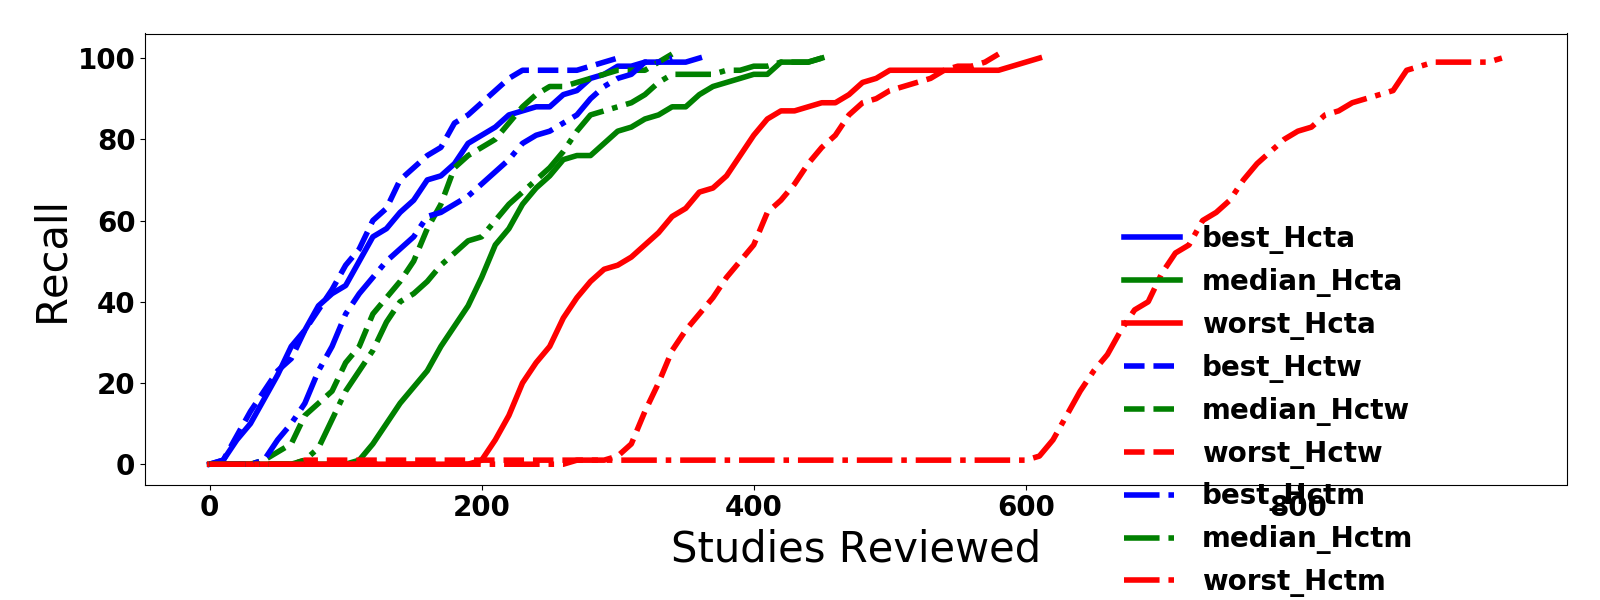 100
80
60
40
20
0
Recall
0
200
400
600
800
Studies Reviewed
best_Hcta
median_Hcta
worst_Hcta
best_Hctw
median_Hctw
worst_Hctw
best_Hctm
median_Hctm
worst_Hctm